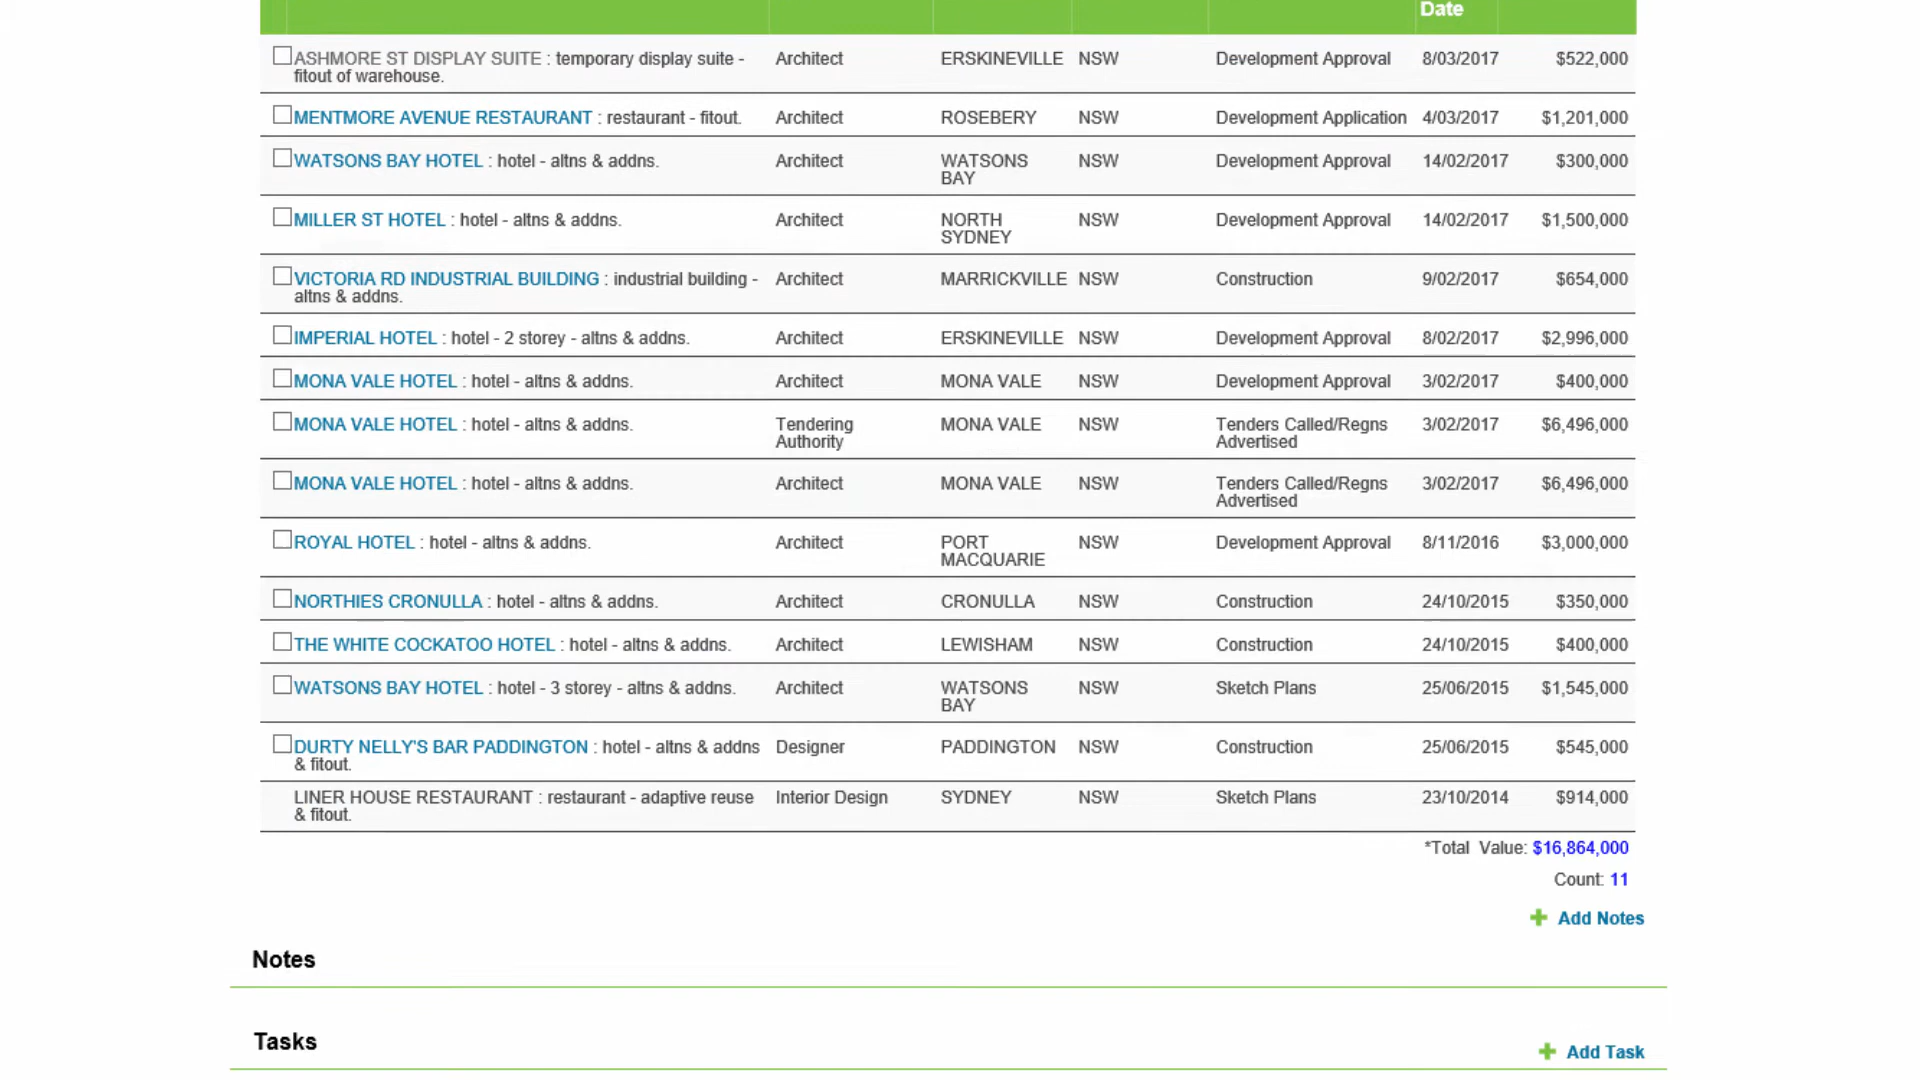 Date
ASHMORE ST DISPLAY SUITE : temporary display suite - Architect ERSKINEVILLE NSW Development Approval 8/03/2017 $522,000
fitout of warehouse.
MENTMORE AVENUE RESTAURANT : restaurant - fitout. Architect ROSEBERY NSW Development Application 4/03/2017 $1,201,000
WATSONS BAY HOTEL : hotel - altns & addns. Architect WATSONS NSW Development Approval 14/02/2017 $300,000
BAY
MILLER ST HOTEL : hotel - altns & addns. Architect NORTH NSW Development Approval 14/02/2017 $1,500,000
SYDNEY
VICTORIA RD INDUSTRIAL BUILDING : industrial building - Architect MARRICKVILLE NSW Construction 9/02/2017 $654,000
altns & addns.
IMPERIAL HOTEL : hotel - 2 storey - altns & addns. Architect ERSKINEVILLE NSW Development Approval 8/02/2017 $2,996,000
MONA VALE HOTEL : hotel - altns & addns. Architect MONA VALE NSW Development Approval 3/02/2017 $400,000
MONA VALE HOTEL : hotel - altns & addns. Tendering MONA VALE NSW Tenders Called/Regns 3/02/2017 $6,496,000
Authority Advertised
MONA VALE HOTEL : hotel - altns & addns. Architect MONA VALE NSW Tenders Called/Regns 3/02/2017 $6,496,000
Advertised
ROYAL HOTEL : hotel - altns & addns. Architect PORT NSW Development Approval 8/11/2016 $3,000,000
MACQUARIE
NORTHIES CRONULLA : hotel - altns & addns. Architect CRONULLA NSW Construction 24/10/2015 $350,000
THE WHITE COCKATOO HOTEL : hotel - altns & addns. Architect LEWISHAM NSW Construction 24/10/2015 $400,000
WATSONS BAY HOTEL : hotel - 3 storey - altns & addns. Architect WATSONS NSW Sketch Plans 25/06/2015 $1,545,000
BAY
DURTY NELLY'S BAR PADDINGTON : hotel - altns & addns Designer PADDINGTON NSW Construction 25/06/2015 $545,000
& fitout.
LINER HOUSE RESTAURANT : restaurant - adaptive reuse Interior Design SYDNEY NSW Sketch Plans 23/10/2014 $914,000
& fitout.
*Total Value: $16,864,000
Count: 11
Add Notes
Notes
Tasks
Add Task